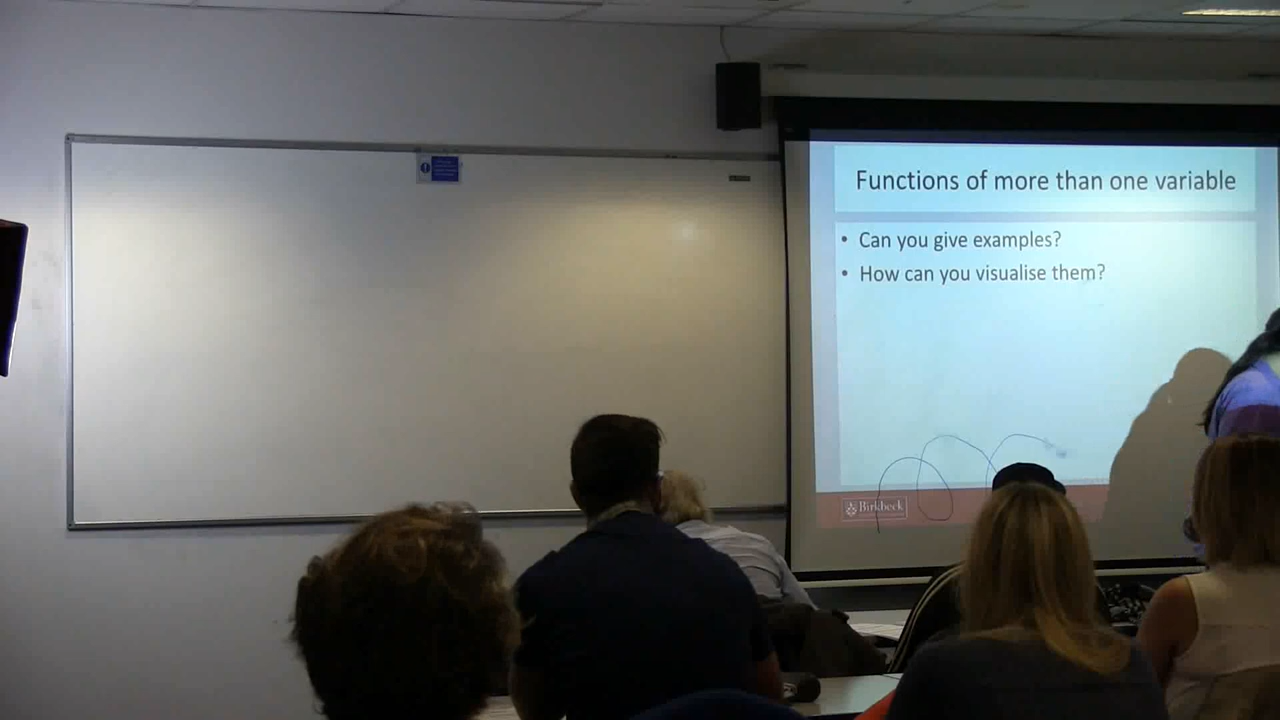 Functions of more than one variable
• Can you give examples?
• How can you visualise them?
Birkbeck